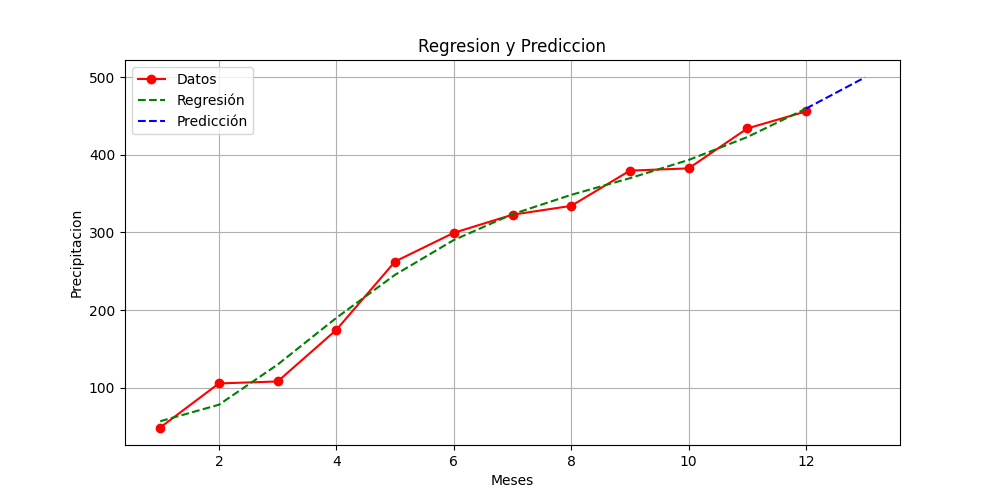 Regresion y Prediccion
Datos
Regresión
Predicción
500
400
300
200
100
Precipitacion
2 4 6 8 10 12
Meses